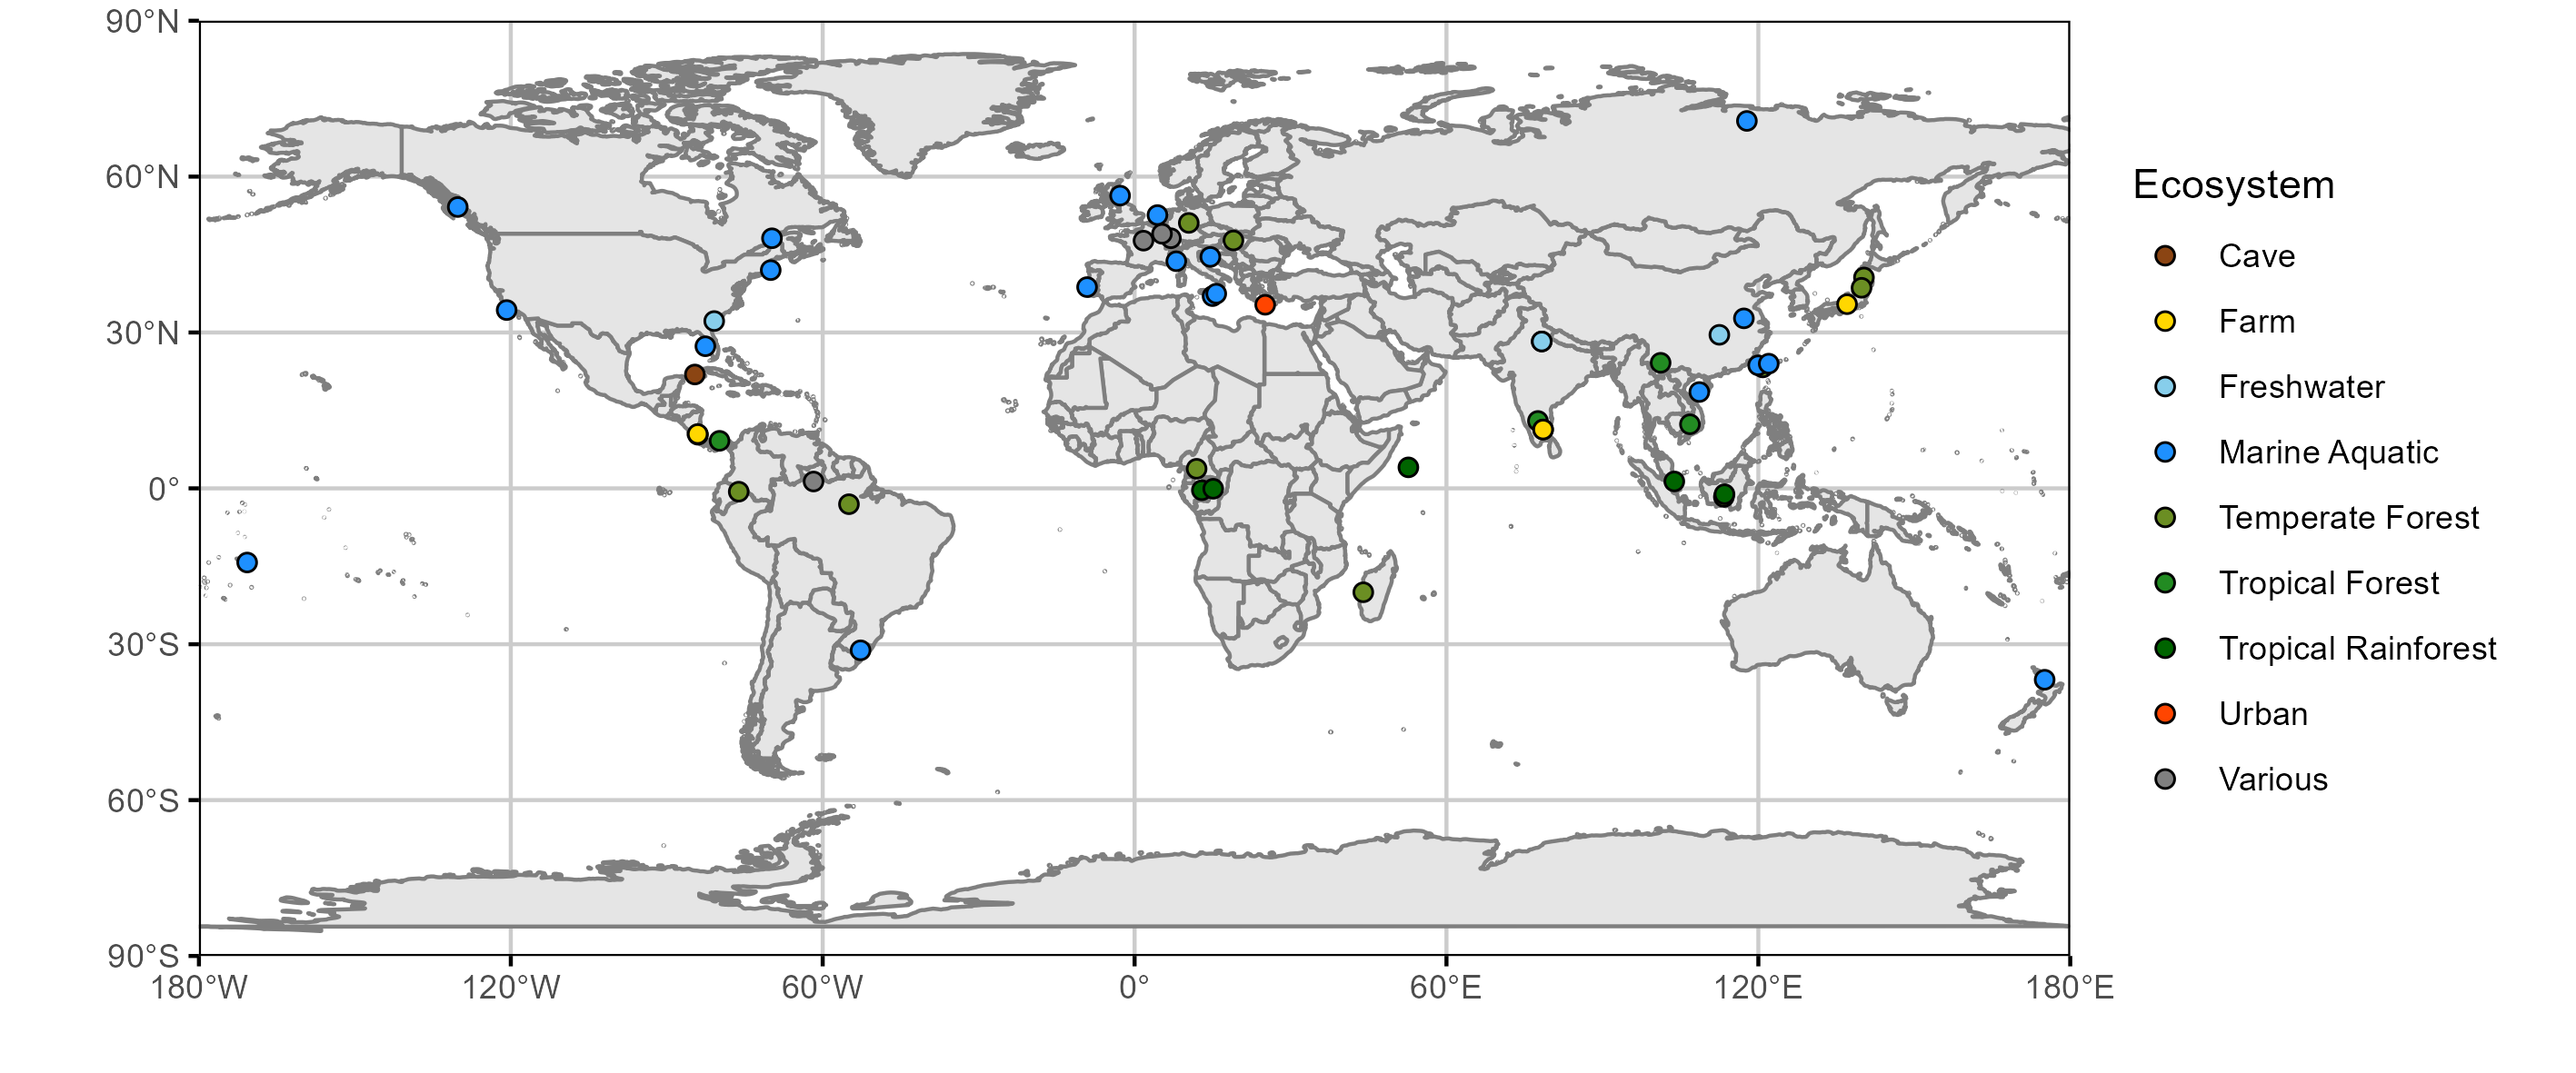 90°N
60°N
30°N
0°
30°S
60°S
90°S
180°W 120°W 60°W 0° 60°E 120°E 180°E
Ecosystem
Cave
Farm
Freshwater
Marine Aquatic
Temperate Forest
Tropical Forest
Tropical Rainforest
Urban
Various